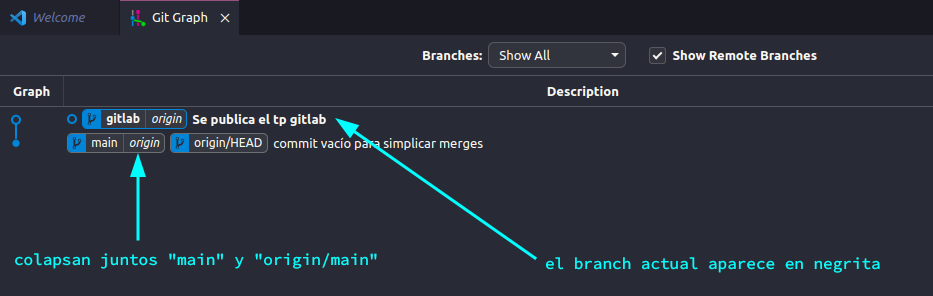 Welcome Git Graph
Branches: Show All Show Remote Branches
Graph Description
gitlab origin Se publica el tp gitlab
main origin origin/HEAD commit vacío para simplicar merges
colapsan juntos "main" y "origin/main"
el branch actual aparece en negrita